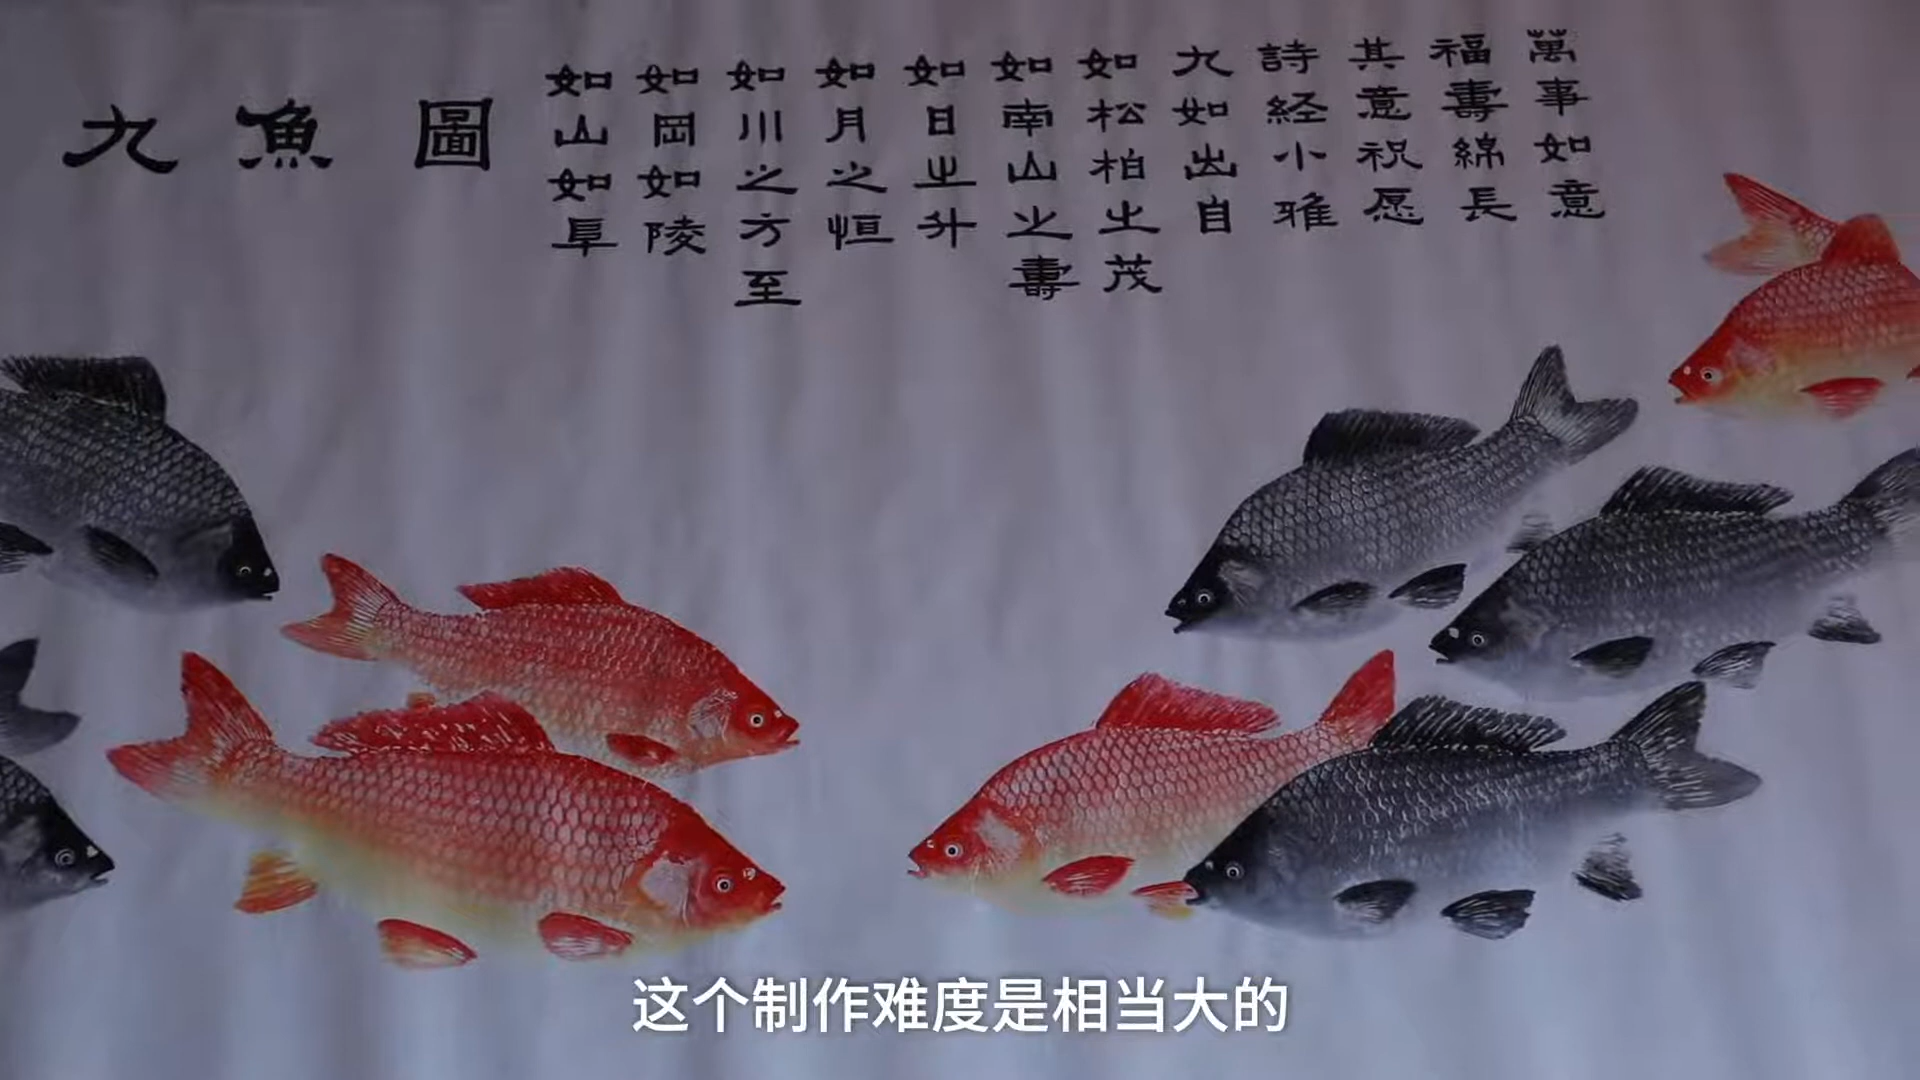 九魚圖
如山如阜
如岡如陵
如川之方至
如月之恒
如日之升
如南山之壽
如松柏之茂
九如出自
詩経小雅
其意祝愿
福壽綿長
萬事如意
这个制作难度是相当大的